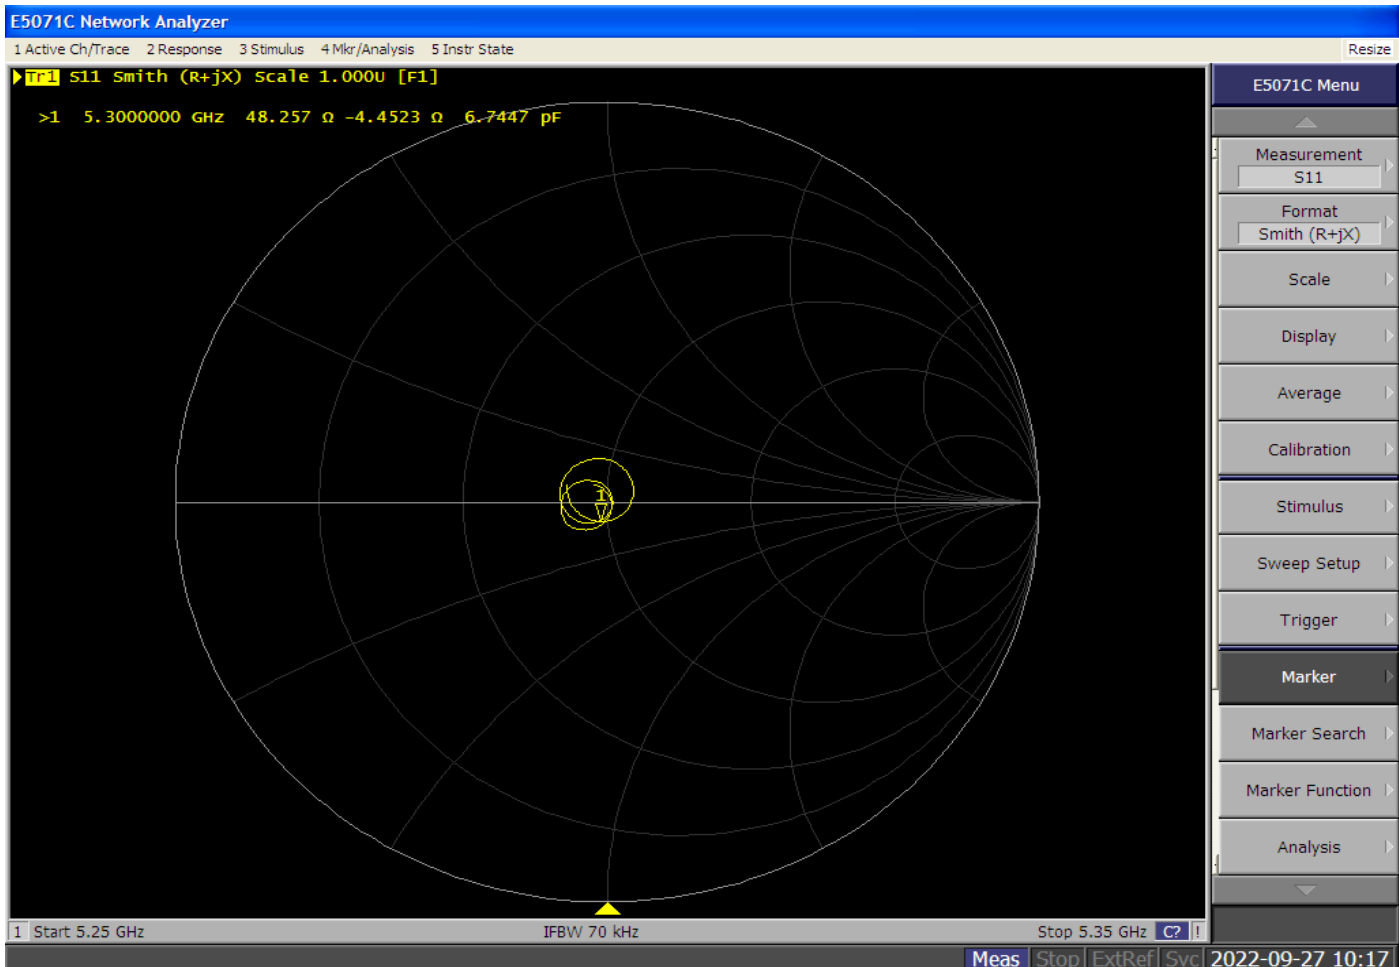 E5071C Network Analyzer
1 Active Ch/Trace 2 Response 3 Stimulus 4 Mkr/Analysis 5 Instr State
Resize
Tr1 S11 Smith (R+jX) Scale 1.000U [F1]
>1 5.3000000 GHz 48.257 Ω -4.4523 Ω 6.7447 pF
1
E5071C Menu
Measurement
S11
Format
Smith (R+jX)
Scale
Display
Average
Calibration
Stimulus
Sweep Setup
Trigger
Marker
Marker Search
Marker Function
Analysis
1 Start 5.25 GHz IFBW 70 kHz Stop 5.35 GHz C? !
Meas Stop ExtRef Svc 2022-09-27 10:17